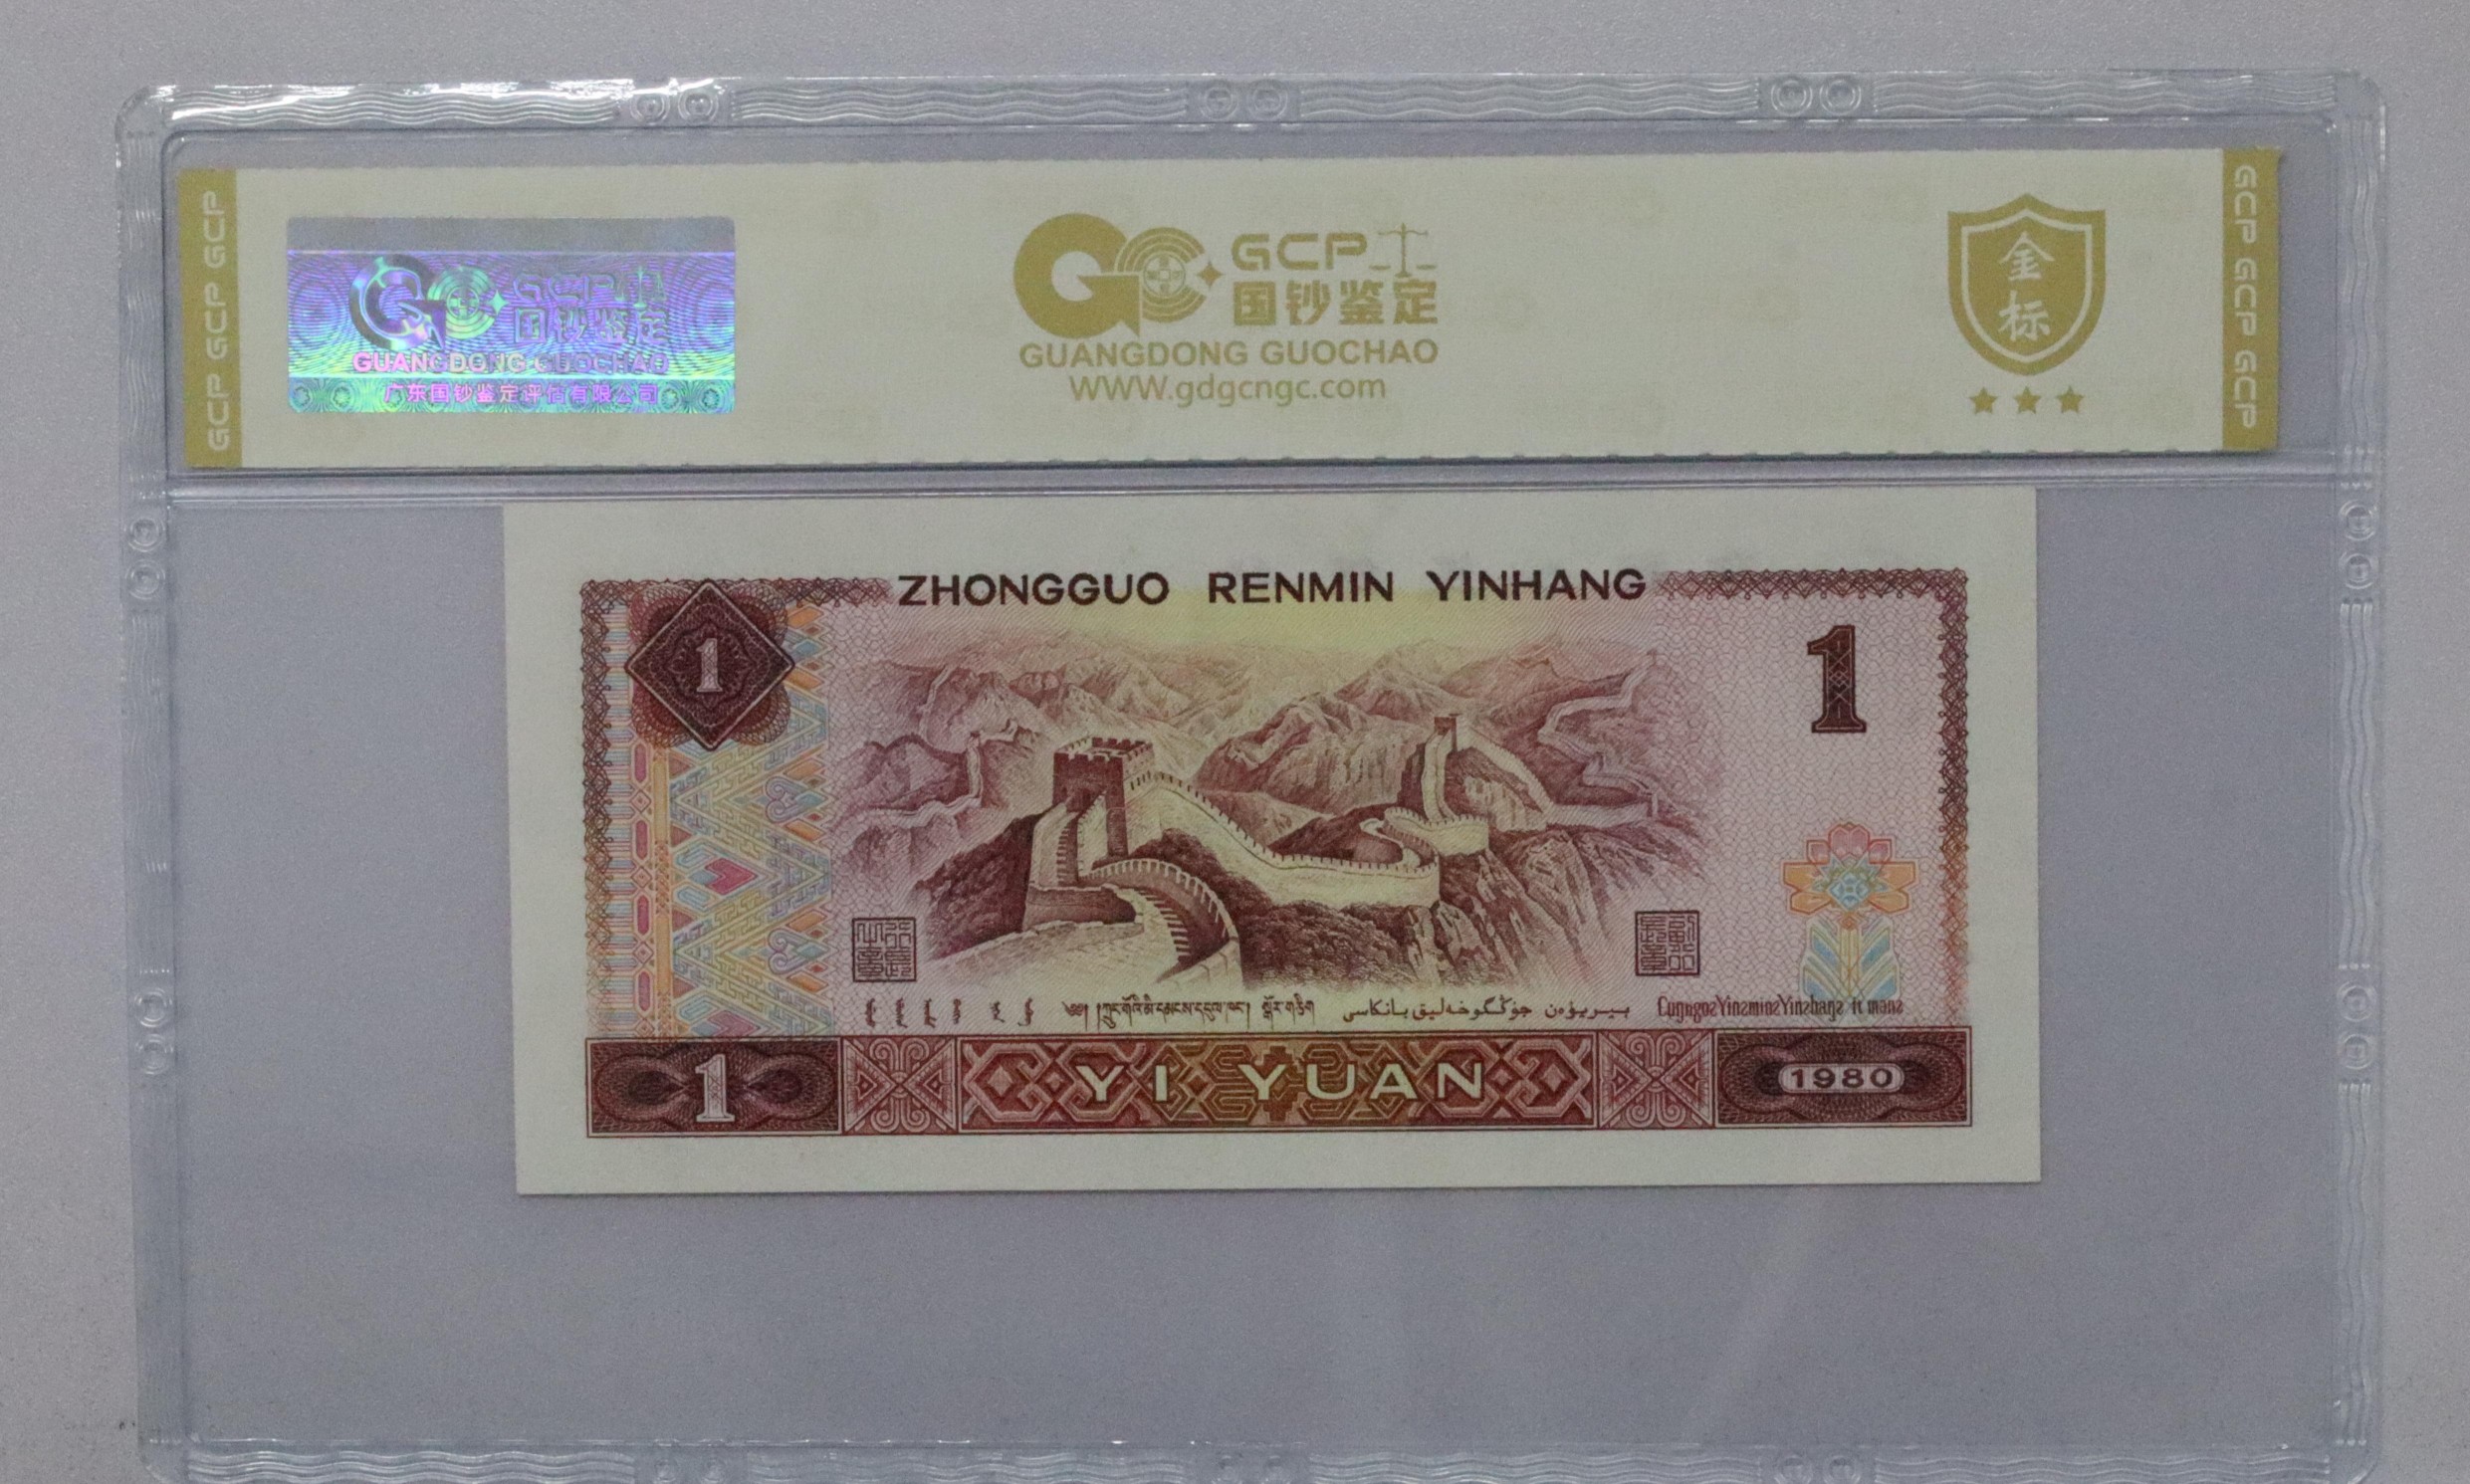 GCP GCP GCP
GCP
国钞鉴定
GUANGDONG GUOCHAO
广东国钞鉴定评估有限公司
GCP
国钞鉴定
GUANGDONG GUOCHAO
WWW.gdgcngc.com
金
标
GCP GCP GCP
ZHONGGUO RENMIN YINHANG
1
1
1
YI YUAN
1980